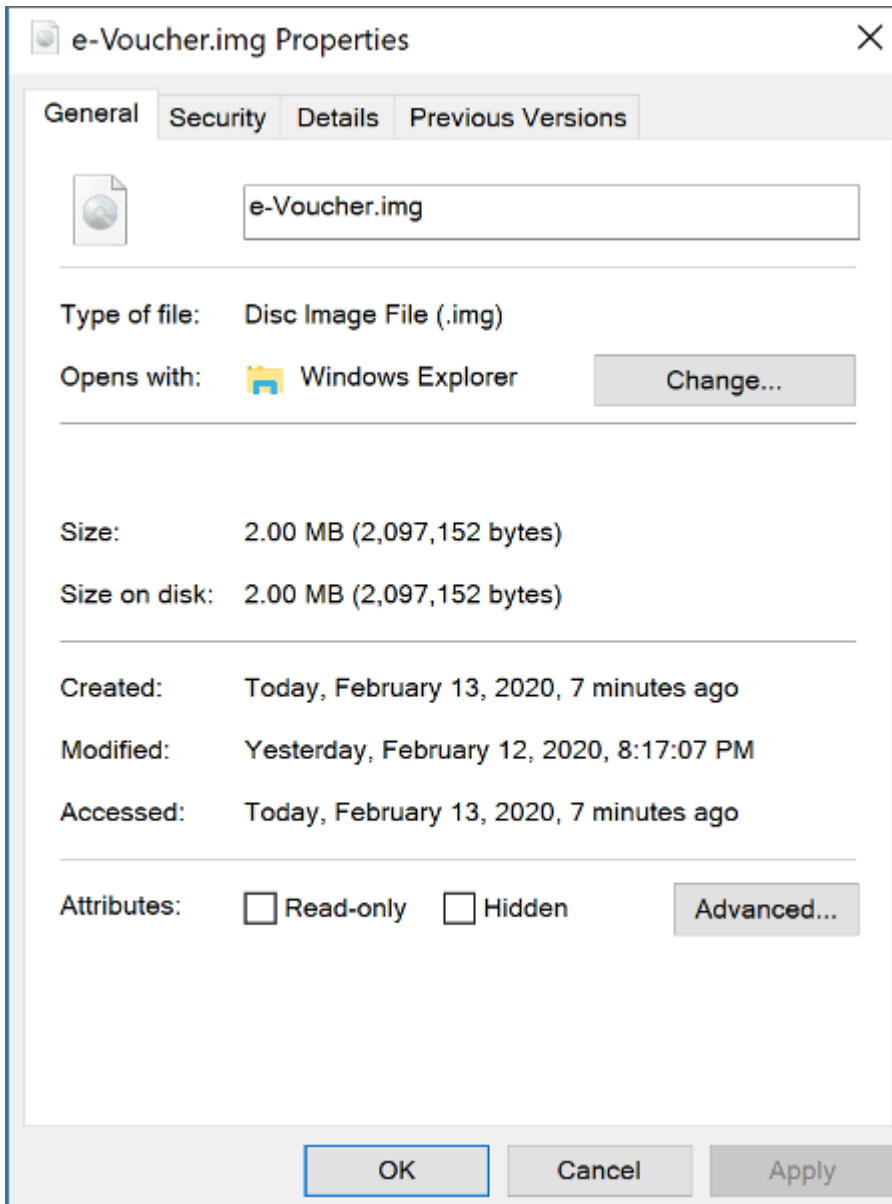 e-Voucher.img Properties
General Security Details Previous Versions
e-Voucher.img
Type of file: Disc Image File (.img)
Opens with: Windows Explorer Change...
Size: 2.00 MB (2,097,152 bytes)
Size on disk: 2.00 MB (2,097,152 bytes)
Created: Today, February 13, 2020, 7 minutes ago
Modified: Yesterday, February 12, 2020, 8:17:07 PM
Accessed: Today, February 13, 2020, 7 minutes ago
Attributes: Read-only Hidden Advanced...
OK Cancel Apply